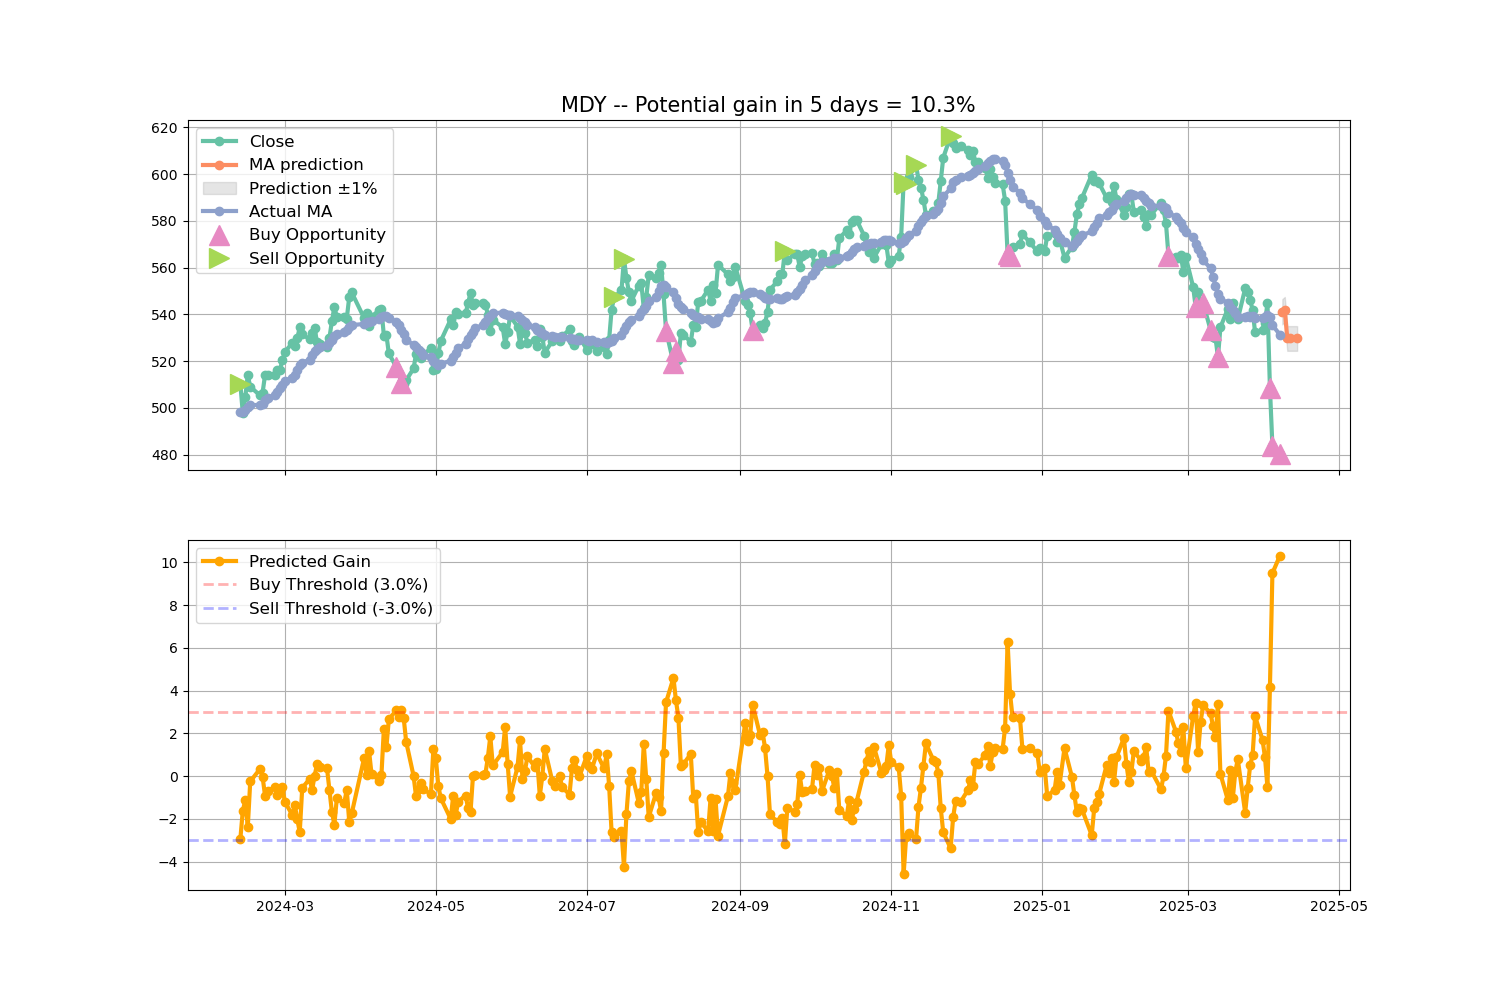 MDY -- Potential gain in 5 days = 10.3%
620
600
580
560
540
520
500
480
Close
MA prediction
Prediction ±1%
Actual MA
Buy Opportunity
Sell Opportunity
10
8
6
4
2
0
−2
−4
Predicted Gain
Buy Threshold (3.0%)
Sell Threshold (-3.0%)
2024-03
2024-05
2024-07
2024-09
2024-11
2025-01
2025-03
2025-05